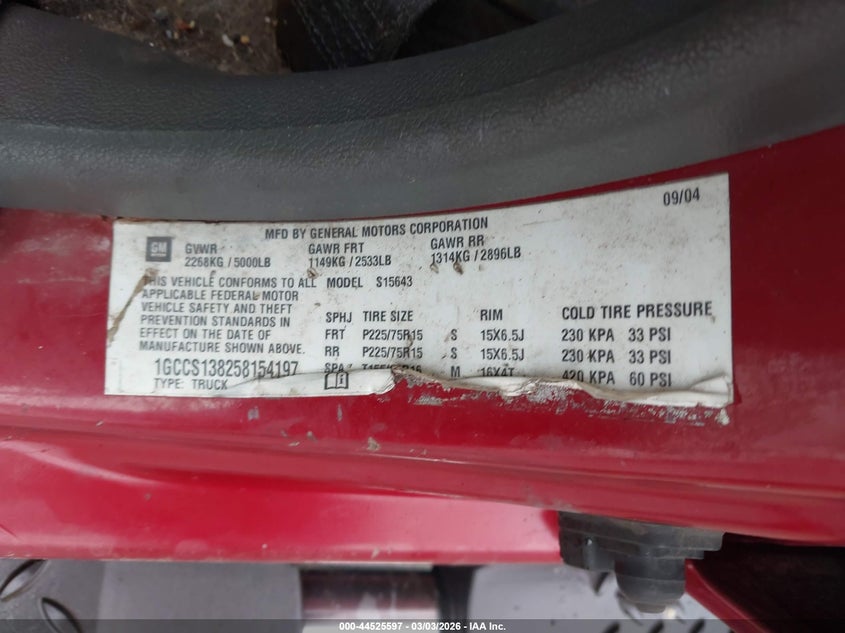 09/04
MFD BY GENERAL MOTORS CORPORATION
GM
GVWR GAWR FRT GAWR RR
2268KG / 5000LB 1149KG / 2533LB 1314KG / 2896LB
THIS VEHICLE CONFORMS TO ALL MODEL S15643
APPLICABLE FEDERAL MOTOR
VEHICLE SAFETY AND THEFT
PREVENTION STANDARDS IN
EFFECT ON THE DATE OF
MANUFACTURE SHOWN ABOVE.
1GCCS138258154197
TYPE: TRUCK
SPHJ TIRE SIZE RIM COLD TIRE PRESSURE
FRT P225/75R15 S 15X6.5J 230 KPA 33 PSI
RR P225/75R15 S 15X6.5J 230 KPA 33 PSI
SPA M 16X4T 420 KPA 60 PSI
000-44525597 - 03/03/2026 - © IAA Inc.